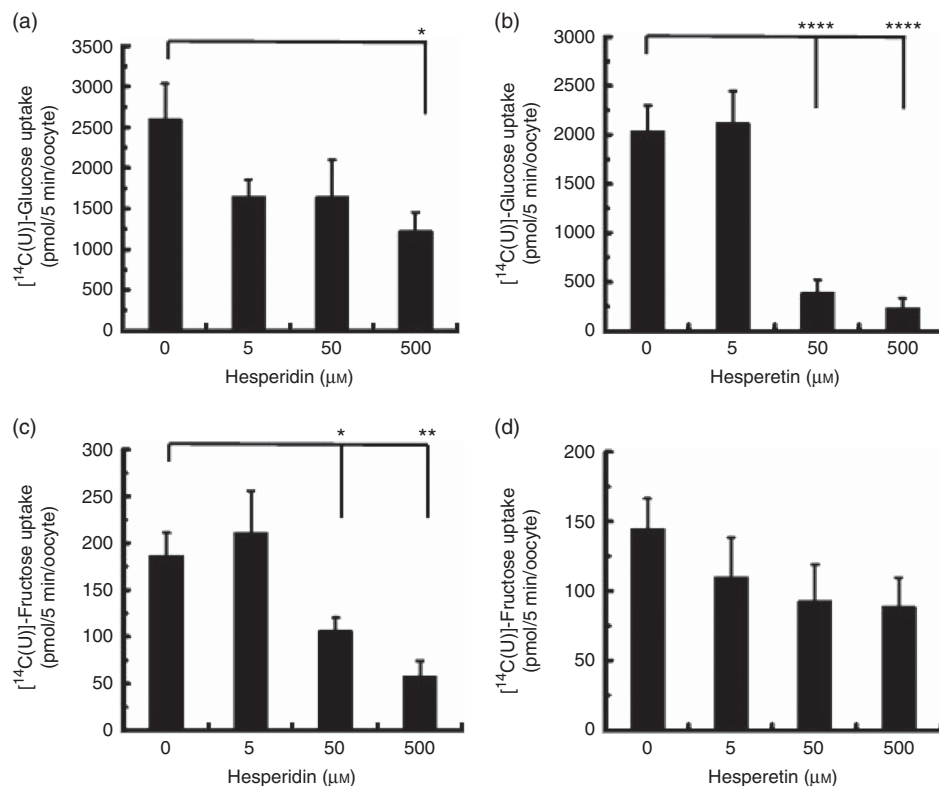 (a)
*
[¹⁴C(U)]-Glucose uptake
(pmol/5 min/oocyte)
3500
3000
2500
2000
1500
1000
500
0
0 5 50 500
Hesperidin (μM)
(b)
**** ****
[¹⁴C(U)]-Glucose uptake
(pmol/5 min/oocyte)
3000
2500
2000
1500
1000
500
0
0 5 50 500
Hesperetin (μM)
(c)
* **
[¹⁴C(U)]-Fructose uptake
(pmol/5 min/oocyte)
300
250
200
150
100
50
0
0 5 50 500
Hesperidin (μM)
(d)
[¹⁴C(U)]-Fructose uptake
(pmol/5 min/oocyte)
200
150
100
50
0
0 5 50 500
Hesperetin (μM)